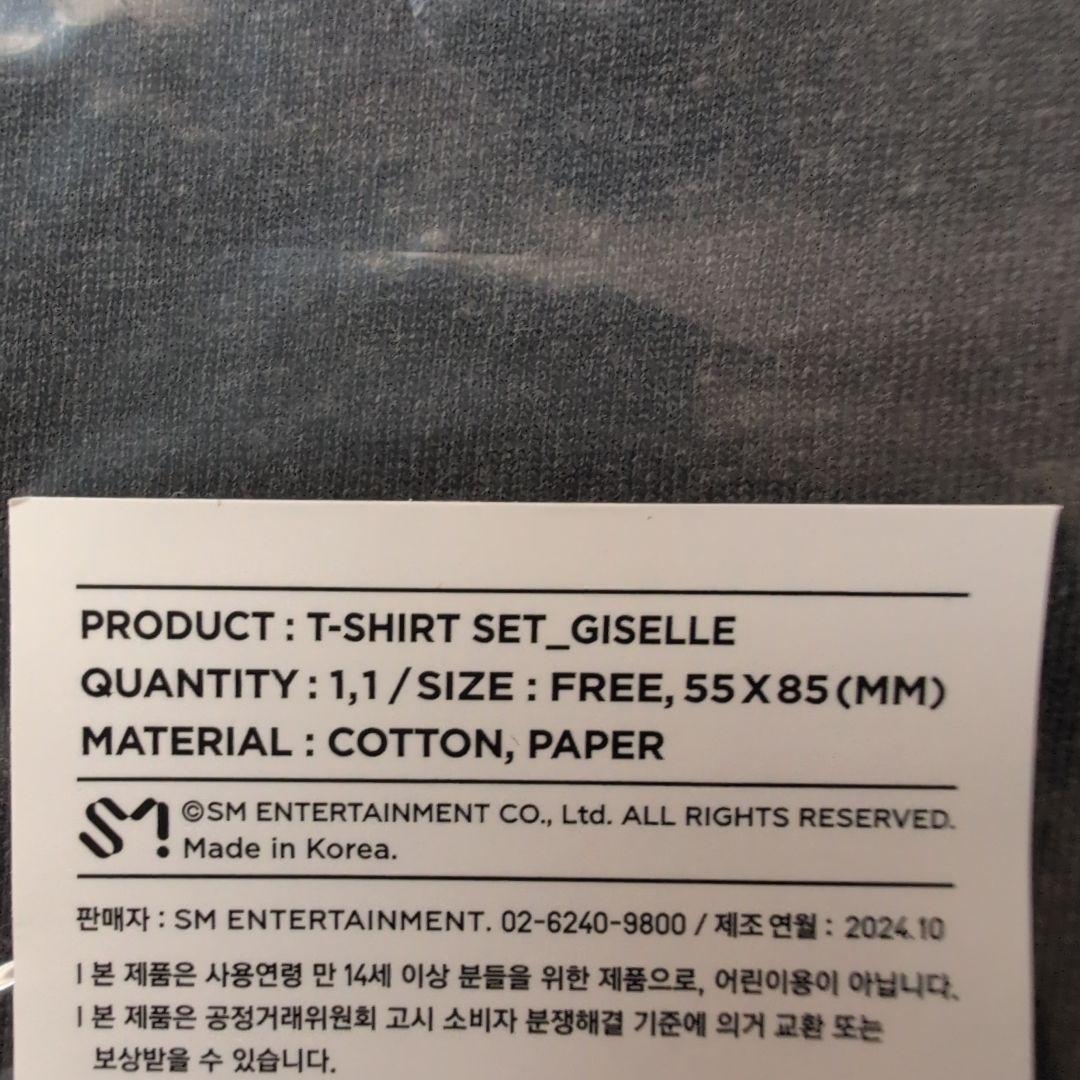 PRODUCT : T-SHIRT SET_GISELLE
QUANTITY : 1,1 / SIZE : FREE, 55 X 85 (MM)
MATERIAL : COTTON, PAPER
SM ©SM ENTERTAINMENT CO., Ltd. ALL RIGHTS RESERVED.
Made in Korea.
판매자 : SM ENTERTAINMENT. 02-6240-9800 / 제조연월 : 2024.10
l 본 제품은 사용연령 만 14세 이상 분들을 위한 제품으로, 어린이용이 아닙니다.
l 본 제품은 공정거래위원회 고시 소비자 분쟁해결 기준에 의거 교환 또는
보상받을 수 있습니다.